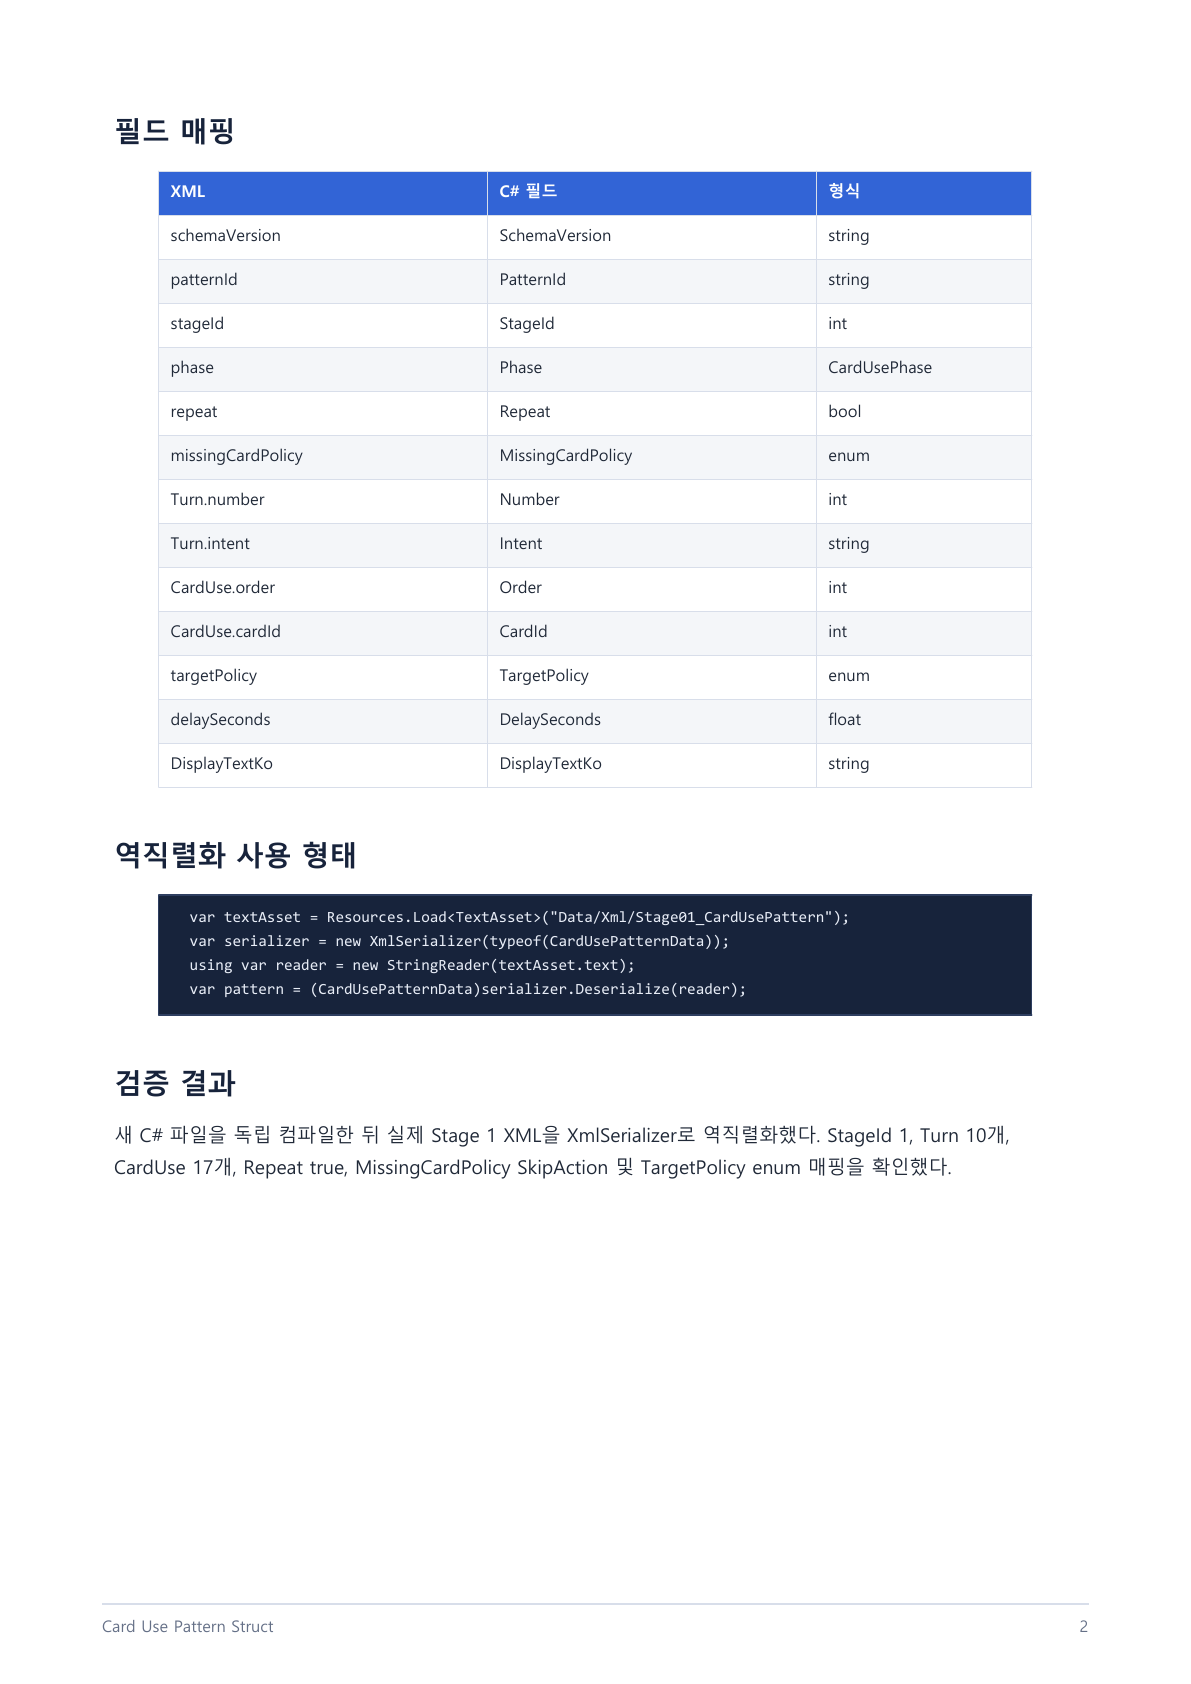 필드 매핑
XML C# 필드 형식
schemaVersion SchemaVersion string
patternId PatternId string
stageId StageId int
phase Phase CardUsePhase
repeat Repeat bool
missingCardPolicy MissingCardPolicy enum
Turn.number Number int
Turn.intent Intent string
CardUse.order Order int
CardUse.cardId CardId int
targetPolicy TargetPolicy enum
delaySeconds DelaySeconds float
DisplayTextKo DisplayTextKo string
역직렬화 사용 형태
var textAsset = Resources.Load<TextAsset>("Data/Xml/Stage01_CardUsePattern");
var serializer = new XmlSerializer(typeof(CardUsePatternData));
using var reader = new StringReader(textAsset.text);
var pattern = (CardUsePatternData)serializer.Deserialize(reader);
검증 결과
새 C# 파일을 독립 컴파일한 뒤 실제 Stage 1 XML을 XmlSerializer로 역직렬화했다. StageId 1, Turn 10개,
CardUse 17개, Repeat true, MissingCardPolicy SkipAction 및 TargetPolicy enum 매핑을 확인했다.
Card Use Pattern Struct 2